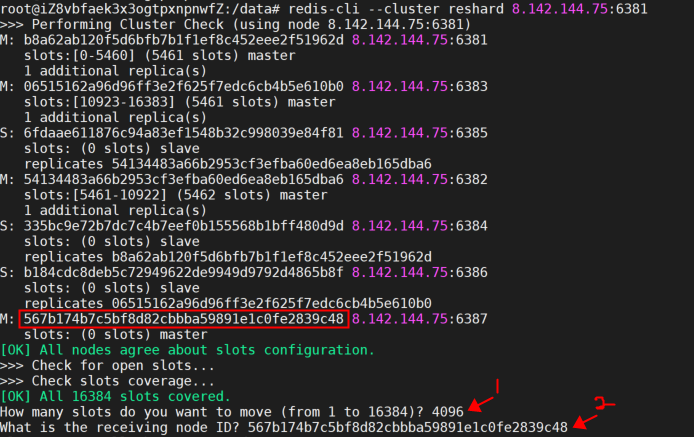 root@iZ8vbfaek3x3ogtpxnpnwfZ:/data# redis-cli --cluster reshard 8.142.144.75:6381
>>> Performing Cluster Check (using node 8.142.144.75:6381)
M: b8a62ab120f5d6bfb7b1f1ef8c452eee2f51962d 8.142.144.75:6381
slots:[0-5460] (5461 slots) master
1 additional replica(s)
M: 06515162a96d96ff3e2f625f7edc6cb4b5e610b0 8.142.144.75:6383
slots:[10923-16383] (5461 slots) master
1 additional replica(s)
S: 6fdaae611876c94a83ef1548b32c998039e84f81 8.142.144.75:6385
slots: (0 slots) slave
replicates 54134483a66b2953cf3efba60ed6ea8eb165dba6
M: 54134483a66b2953cf3efba60ed6ea8eb165dba6 8.142.144.75:6382
slots:[5461-10922] (5462 slots) master
1 additional replica(s)
S: 335bc9e72b7dc7c4b7eef0b155568b1bff480d9d 8.142.144.75:6384
slots: (0 slots) slave
replicates b8a62ab120f5d6bfb7b1f1ef8c452eee2f51962d
S: b184cdc8deb5c72949622de9949d9792d4865b8f 8.142.144.75:6386
slots: (0 slots) slave
replicates 06515162a96d96ff3e2f625f7edc6cb4b5e610b0
M: 567b174b7c5bf8d82cbbba59891e1c0fe2839c48 8.142.144.75:6387
slots: (0 slots) master
[OK] All nodes agree about slots configuration.
>>> Check for open slots...
>>> Check slots coverage...
[OK] All 16384 slots covered.
How many slots do you want to move (from 1 to 16384)? 4096
1
What is the receiving node ID? 567b174b7c5bf8d82cbbba59891e1c0fe2839c48
2